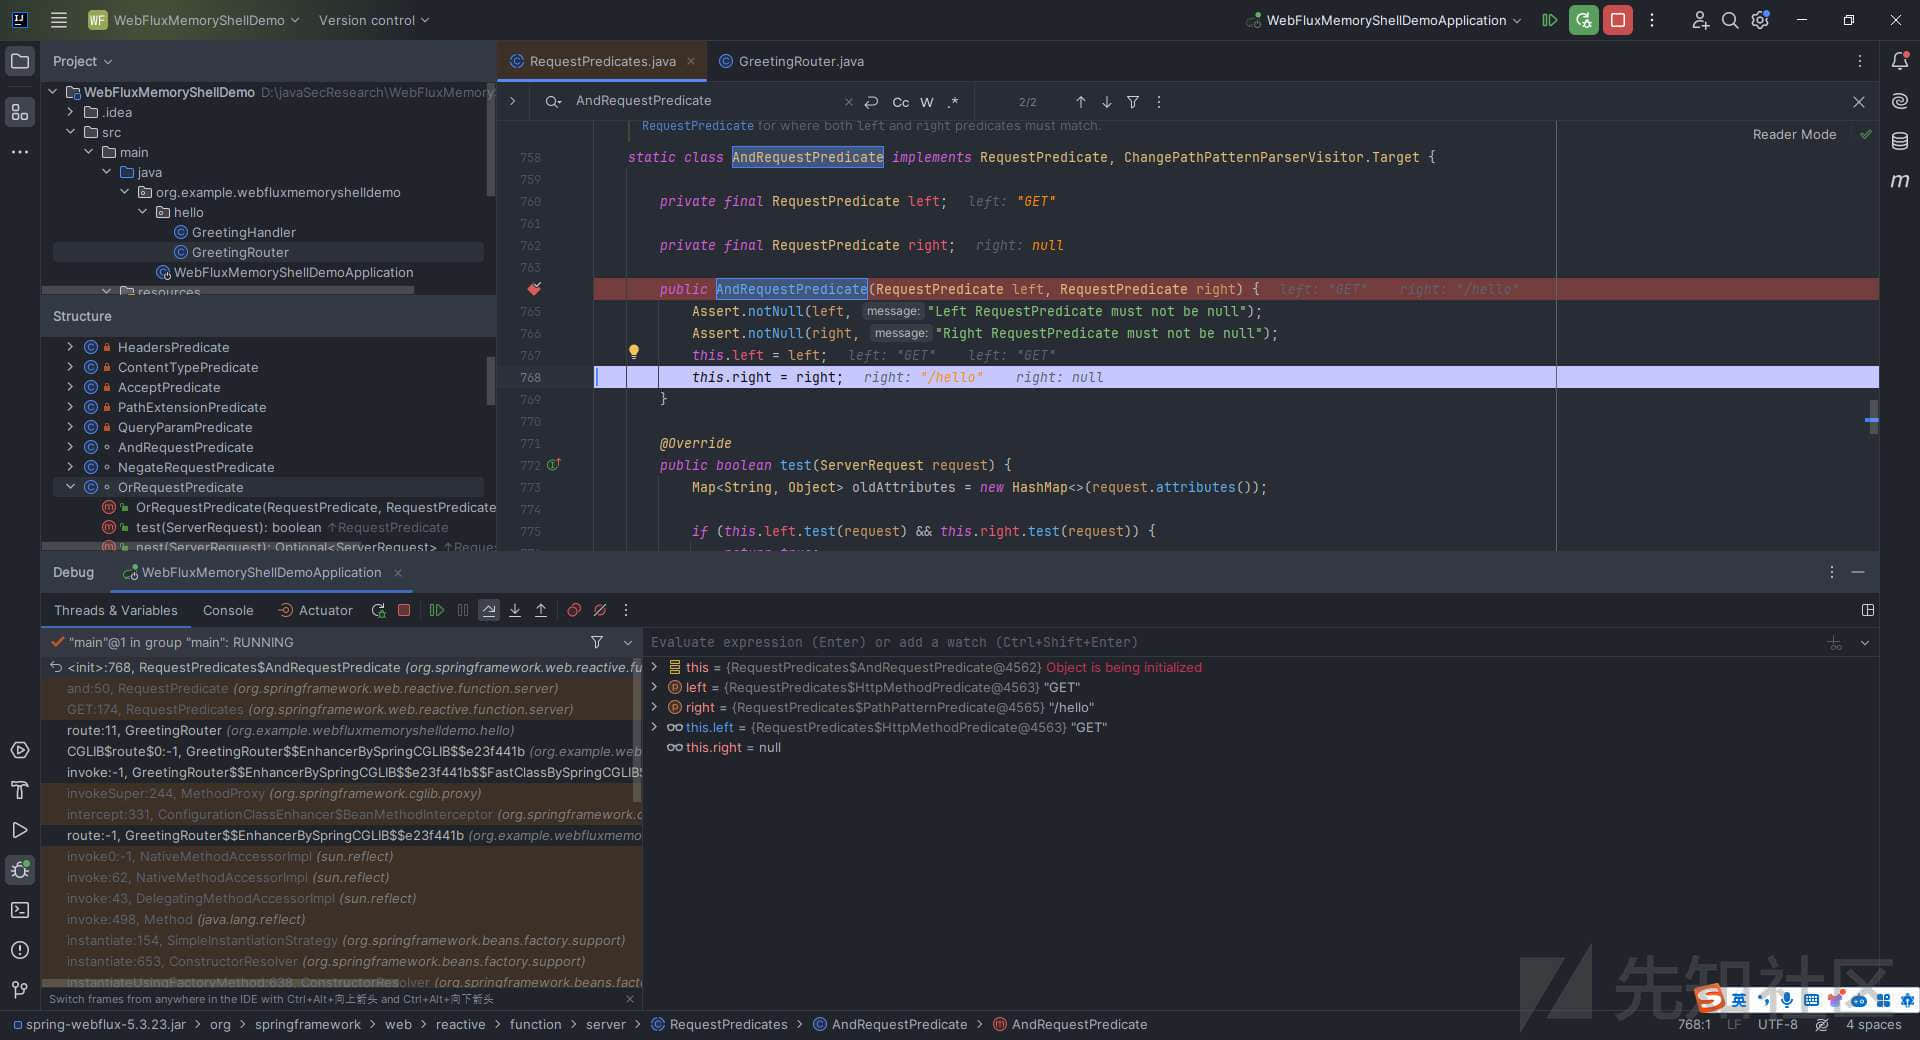 WF WebFluxMemoryShellDemo Version control WebFluxMemoryShellDemoApplication
Project
WebFluxMemoryShellDemo D:\javaSecResearch\WebFluxMemory
.idea
src
main
java
org.example.webfluxmemoryshelldemo
hello
GreetingHandler
GreetingRouter
WebFluxMemoryShellDemoApplication
resources
Structure
HeadersPredicate
ContentTypePredicate
AcceptPredicate
PathExtensionPredicate
QueryParamPredicate
AndRequestPredicate
NegateRequestPredicate
OrRequestPredicate
OrRequestPredicate(RequestPredicate, RequestPredicate
test(ServerRequest): boolean ↑RequestPredicate
nest(ServerRequest): Optional<ServerRequest> ↑Reque
RequestPredicates.java GreetingRouter.java
AndRequestPredicate Cc W .* 2/2
Reader Mode
RequestPredicate for where both left and right predicates must match.
758 static class AndRequestPredicate implements RequestPredicate, ChangePathPatternParserVisitor.Target {
759
760 private final RequestPredicate left; left: "GET"
761
762 private final RequestPredicate right; right: null
763
public AndRequestPredicate(RequestPredicate left, RequestPredicate right) { left: "GET" right: "/hello"
765 Assert.notNull(left, message: "Left RequestPredicate must not be null");
766 Assert.notNull(right, message: "Right RequestPredicate must not be null");
767 this.left = left; left: "GET" left: "GET"
768 this.right = right; right: "/hello" right: null
769 }
770
771 @Override
772 public boolean test(ServerRequest request) {
773 Map<String, Object> oldAttributes = new HashMap<>(request.attributes());
774
775 if (this.left.test(request) && this.right.test(request)) {
return true;
Debug WebFluxMemoryShellDemoApplication
Threads & Variables Console Actuator
"main"@1 in group "main": RUNNING
<init>:768, RequestPredicates$AndRequestPredicate (org.springframework.web.reactive.fu
and:50, RequestPredicate (org.springframework.web.reactive.function.server)
GET:174, RequestPredicates (org.springframework.web.reactive.function.server)
route:11, GreetingRouter (org.example.webfluxmemoryshelldemo.hello)
CGLIB$route$0:-1, GreetingRouter$$EnhancerBySpringCGLIB$$e23f441b (org.example.web
invoke:-1, GreetingRouter$$EnhancerBySpringCGLIB$$e23f441b$$FastClassBySpringCGLIB$
invokeSuper:244, MethodProxy (org.springframework.cglib.proxy)
intercept:331, ConfigurationClassEnhancer$BeanMethodInterceptor (org.springframework.c
route:-1, GreetingRouter$$EnhancerBySpringCGLIB$$e23f441b (org.example.webfluxmemo
invoke0:-1, NativeMethodAccessorImpl (sun.reflect)
invoke:62, NativeMethodAccessorImpl (sun.reflect)
invoke:43, DelegatingMethodAccessorImpl (sun.reflect)
invoke:498, Method (java.lang.reflect)
instantiate:154, SimpleInstantiationStrategy (org.springframework.beans.factory.support)
instantiate:653, ConstructorResolver (org.springframework.beans.factory.support)
instantiateUsingFactoryMethod:638, ConstructorResolver (org.springframework.beans.fact
Switch frames from anywhere in the IDE with Ctrl+Alt+向上箭头 and Ctrl+Alt+向下箭头
Evaluate expression (Enter) or add a watch (Ctrl+Shift+Enter)
this = {RequestPredicates$AndRequestPredicate@4562} Object is being initialized
left = {RequestPredicates$HttpMethodPredicate@4563} "GET"
right = {RequestPredicates$PathPatternPredicate@4565} "/hello"
this.left = {RequestPredicates$HttpMethodPredicate@4563} "GET"
this.right = null
先知社区
英
spring-webflux-5.3.23.jar > org > springframework > web > reactive > function > server > RequestPredicates > AndRequestPredicate > AndRequestPredicate 768:1 LF UTF-8 4 spaces